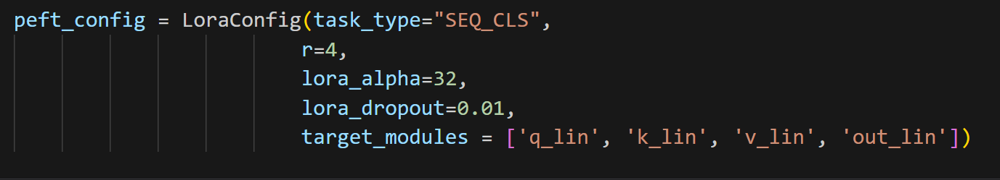 peft_config = LoraConfig(task_type="SEQ_CLS",
r=4,
lora_alpha=32,
lora_dropout=0.01,
target_modules = ['q_lin', 'k_lin', 'v_lin', 'out_lin'])